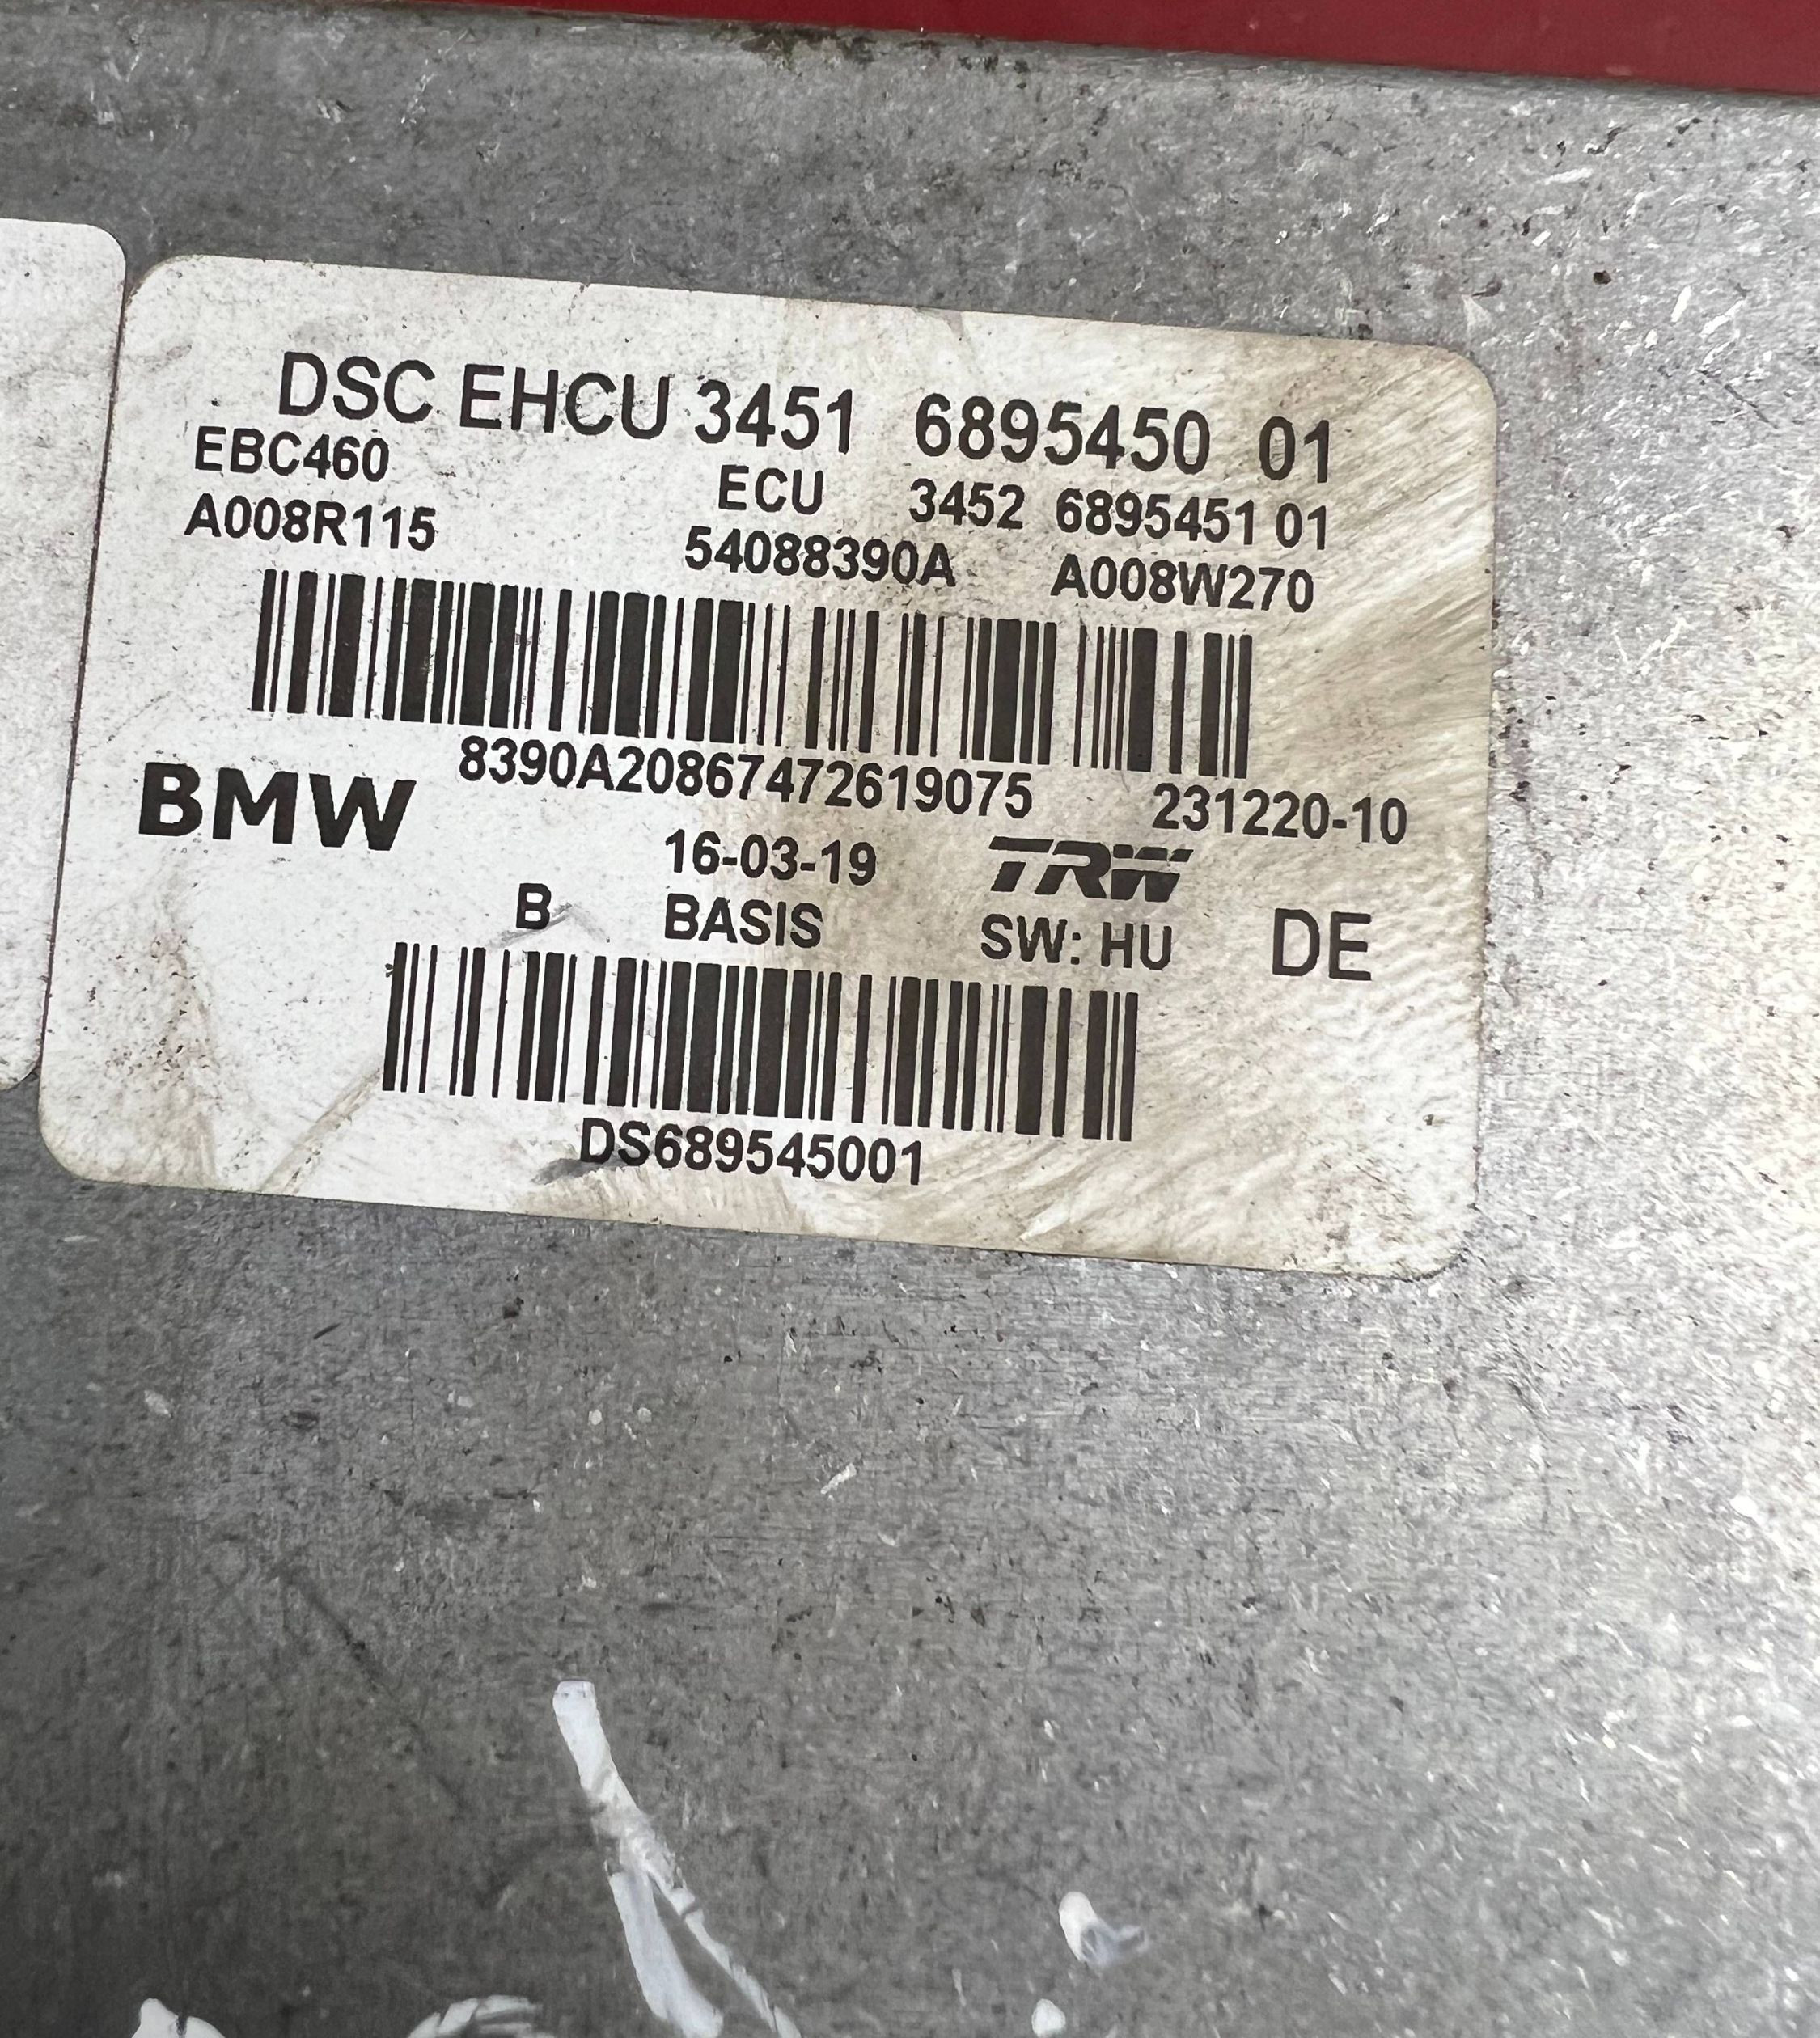 DSC EHCU 3451 6895450 01
EBC460 ECU 3452 6895451 01
A008R115 54088390A A008W270
8390A20867472619075 231220-10
BMW 16-03-19 TRW
B BASIS SW: HU DE
DS689545001